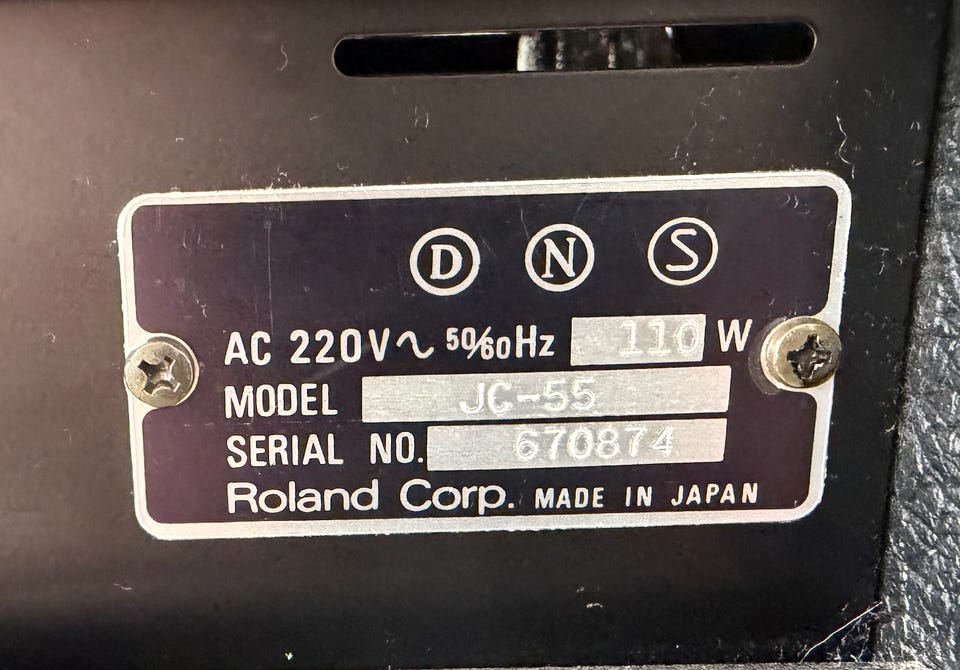 D N S
AC 220V~ 50/60Hz 110 W
MODEL JC-55
SERIAL NO. 670874
Roland Corp. MADE IN JAPAN